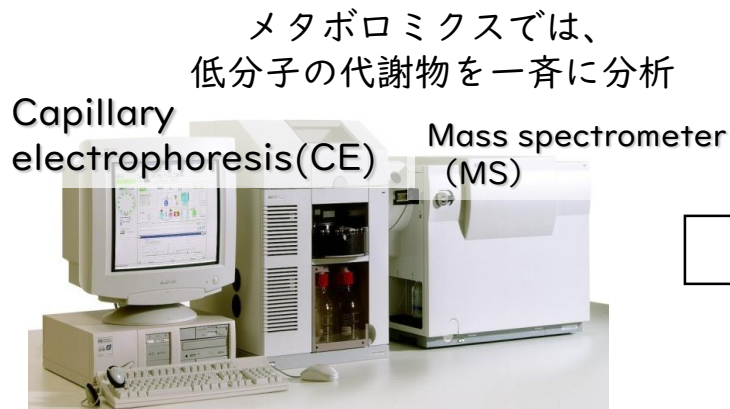 メタボロミクスでは、
低分子の代謝物を一斉に分析
Capillary
electrophoresis(CE)
Mass spectrometer
（MS）